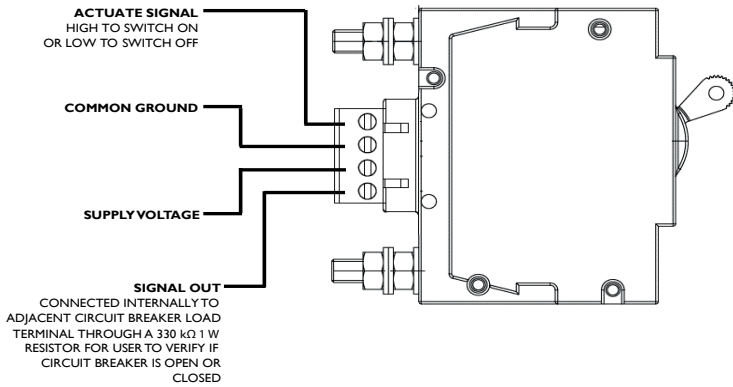 ACTUATE SIGNAL
HIGH TO SWITCH ON
OR LOW TO SWITCH OFF
COMMON GROUND
SUPPLY VOLTAGE
SIGNAL OUT
CONNECTED INTERNALLY TO
ADJACENT CIRCUIT BREAKER LOAD
TERMINAL THROUGH A 330 kΩ 1 W
RESISTOR FOR USER TO VERIFY IF
CIRCUIT BREAKER IS OPEN OR
CLOSED